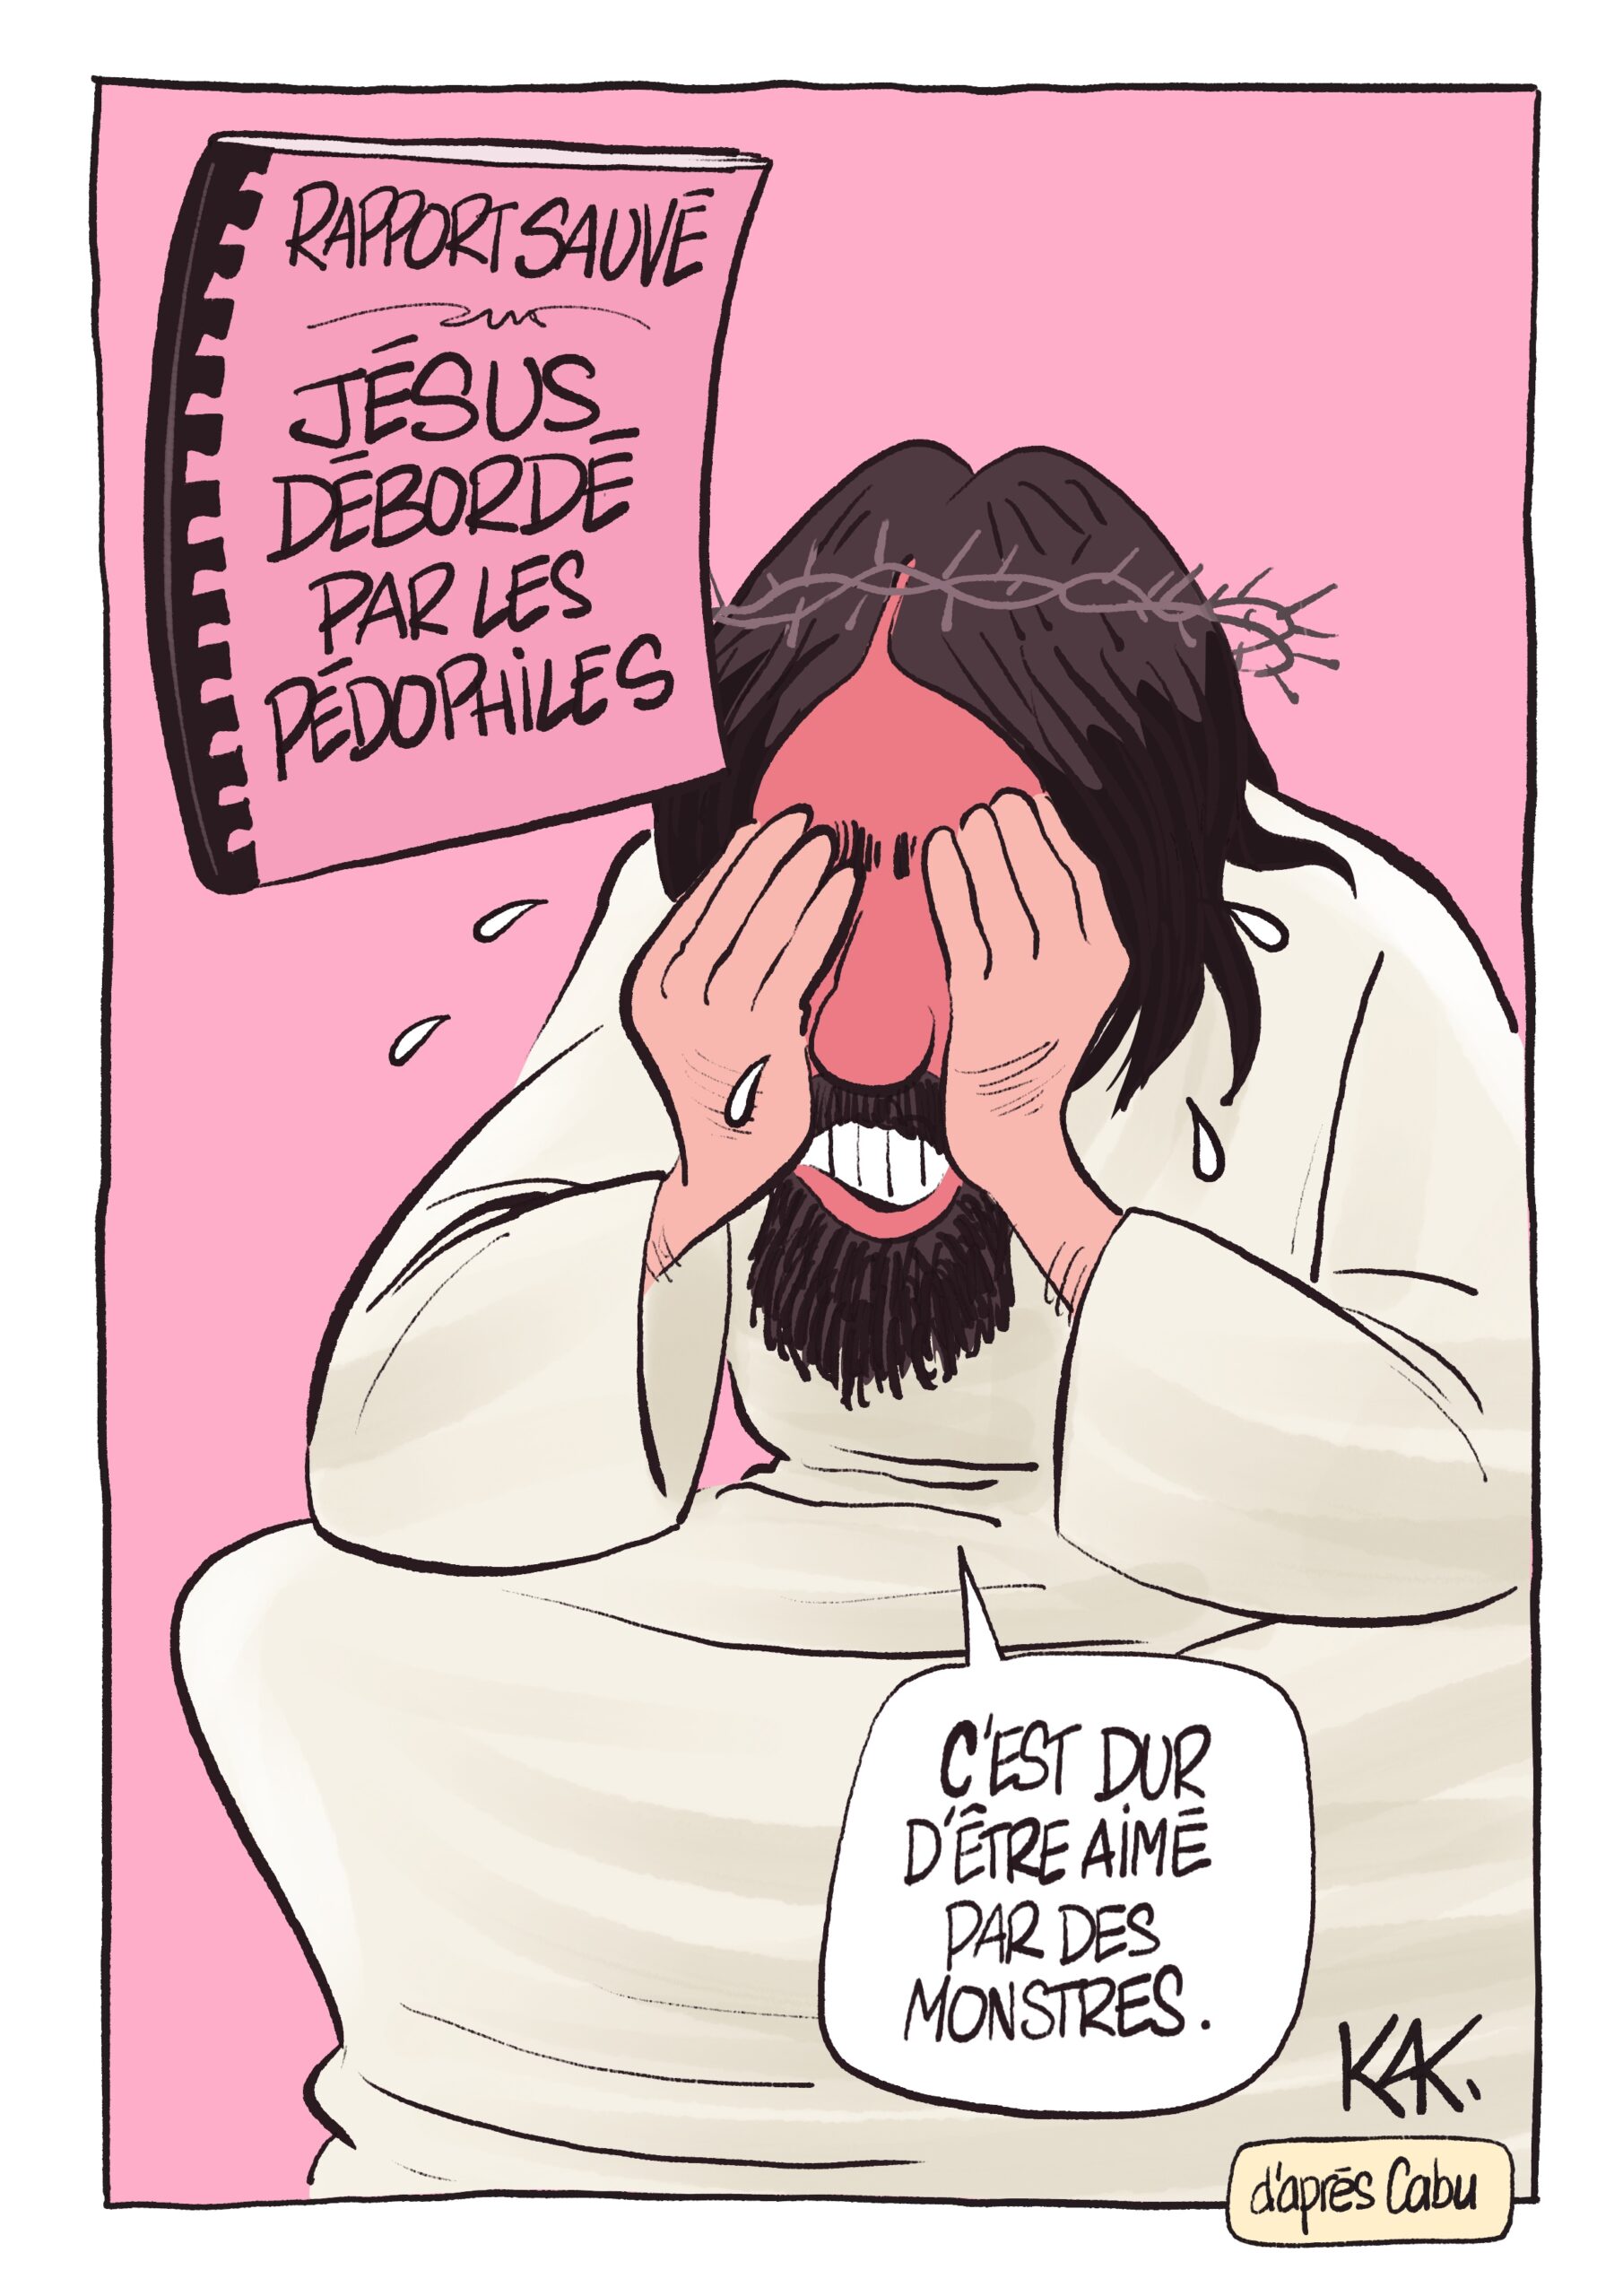 RAPPORT SAUVÉ
JÉSUS
DÉBORDÉ
PAR LES
PÉDOPHiLES
C'EST DUR
D'ÊTRE AiMÉ
PAR DES
MONSTRES.
KAK.
d'après Cabu